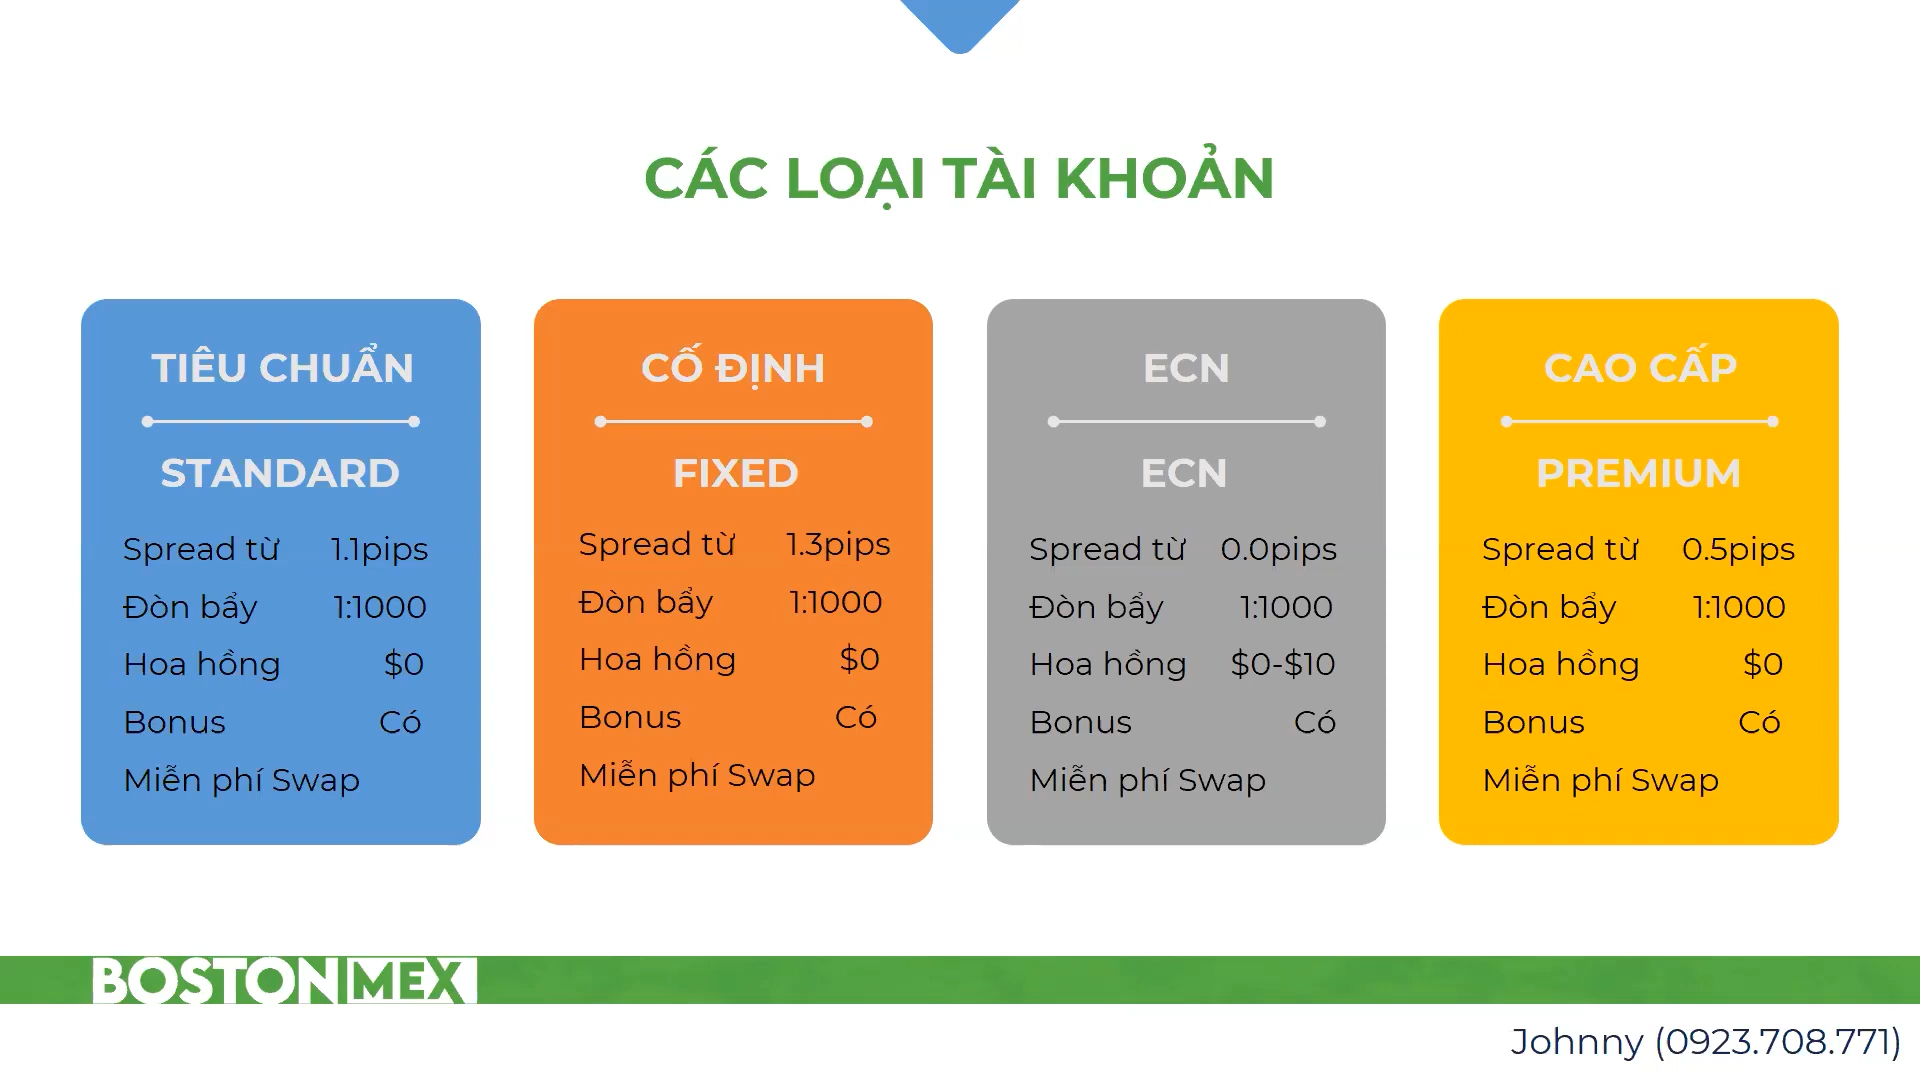 CÁC LOẠI TÀI KHOẢN
TIÊU CHUẨN
STANDARD
Spread từ 1.1pips
Đòn bẩy 1:1000
Hoa hồng $0
Bonus Có
Miễn phí Swap
CỐ ĐỊNH
FIXED
Spread từ 1.3pips
Đòn bẩy 1:1000
Hoa hồng $0
Bonus Có
Miễn phí Swap
ECN
ECN
Spread từ 0.0pips
Đòn bẩy 1:1000
Hoa hồng $0-$10
Bonus Có
Miễn phí Swap
CAO CẤP
PREMIUM
Spread từ 0.5pips
Đòn bẩy 1:1000
Hoa hồng $0
Bonus Có
Miễn phí Swap
BOSTONMEX
Johnny (0923.708.771)